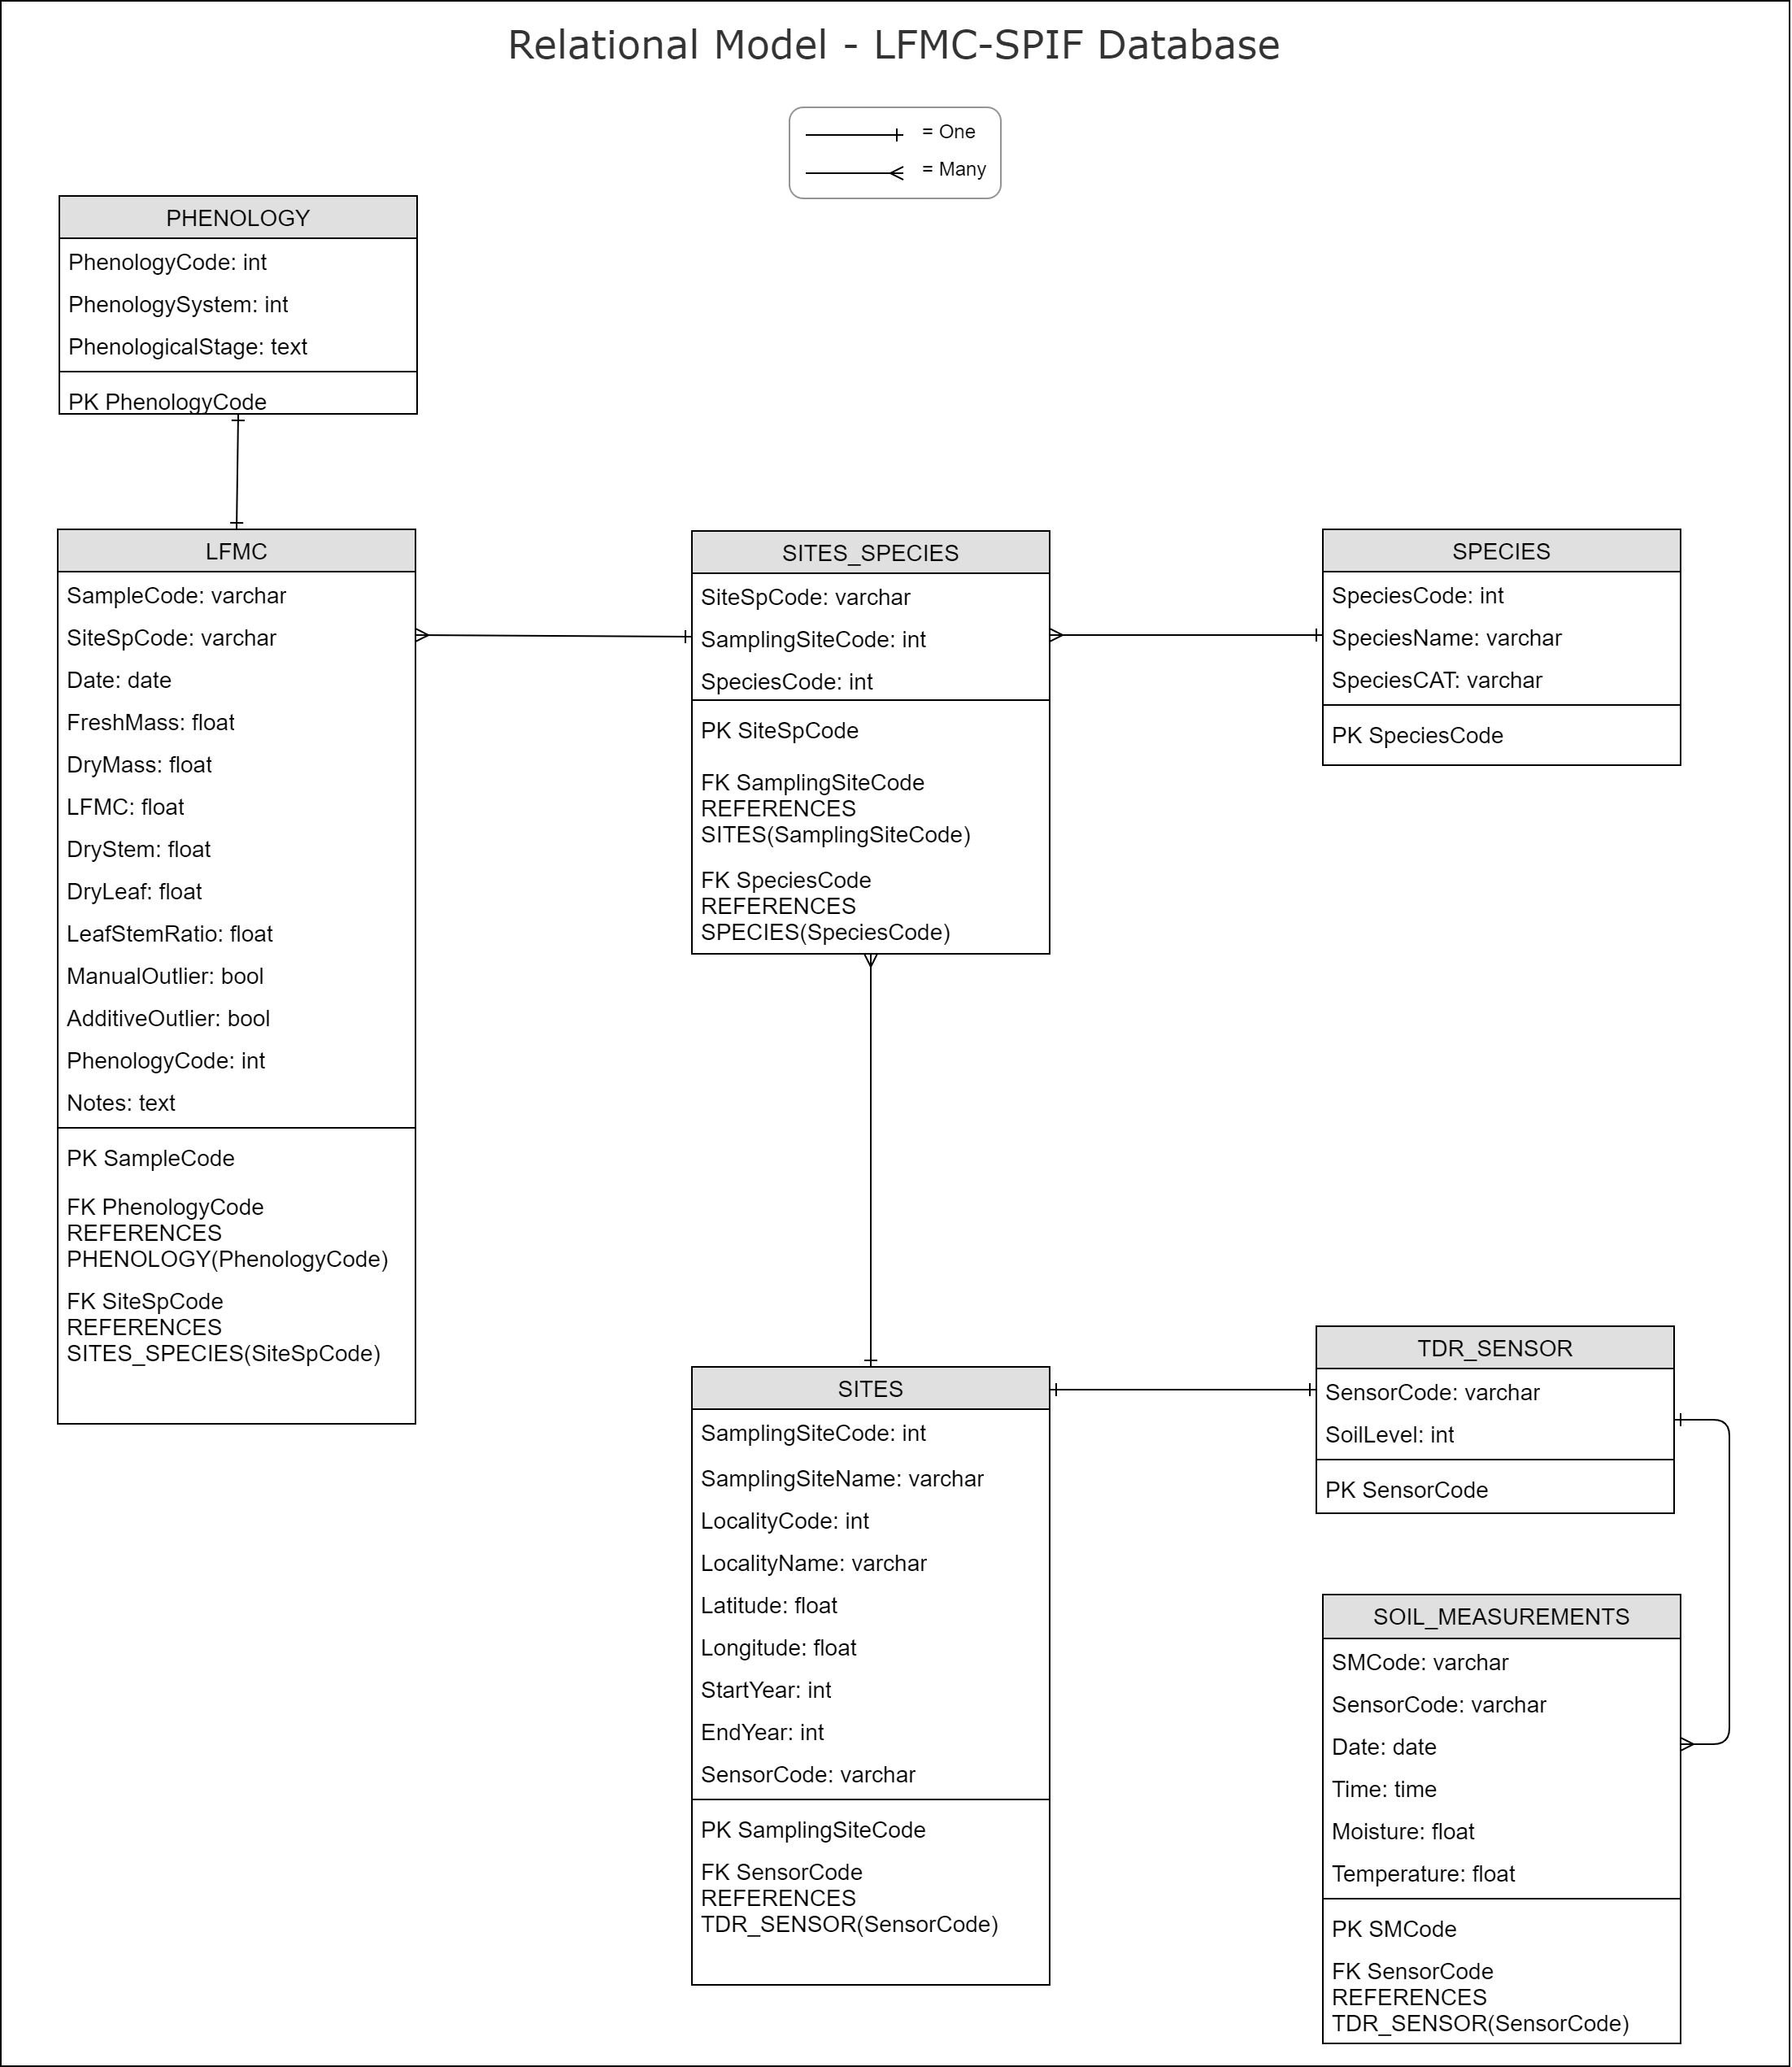 Relational Model - LFMC-SPIF Database
= One
= Many
PHENOLOGY
PhenologyCode: int
PhenologySystem: int
PhenologicalStage: text
PK PhenologyCode
LFMC
SampleCode: varchar
SiteSpCode: varchar
Date: date
FreshMass: float
DryMass: float
LFMC: float
DryStem: float
DryLeaf: float
LeafStemRatio: float
ManualOutlier: bool
AdditiveOutlier: bool
PhenologyCode: int
Notes: text
PK SampleCode
FK PhenologyCode
REFERENCES
PHENOLOGY(PhenologyCode)
FK SiteSpCode
REFERENCES
SITES_SPECIES(SiteSpCode)
SITES_SPECIES
SiteSpCode: varchar
SamplingSiteCode: int
SpeciesCode: int
PK SiteSpCode
FK SamplingSiteCode
REFERENCES
SITES(SamplingSiteCode)
FK SpeciesCode
REFERENCES
SPECIES(SpeciesCode)
SPECIES
SpeciesCode: int
SpeciesName: varchar
SpeciesCAT: varchar
PK SpeciesCode
SITES
SamplingSiteCode: int
SamplingSiteName: varchar
LocalityCode: int
LocalityName: varchar
Latitude: float
Longitude: float
StartYear: int
EndYear: int
SensorCode: varchar
PK SamplingSiteCode
FK SensorCode
REFERENCES
TDR_SENSOR(SensorCode)
TDR_SENSOR
SensorCode: varchar
SoilLevel: int
PK SensorCode
SOIL_MEASUREMENTS
SMCode: varchar
SensorCode: varchar
Date: date
Time: time
Moisture: float
Temperature: float
PK SMCode
FK SensorCode
REFERENCES
TDR_SENSOR(SensorCode)